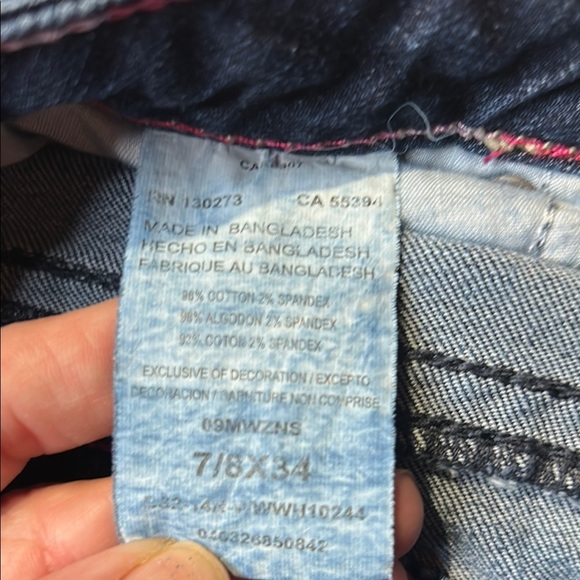 RN 130273 CA 55394
MADE IN BANGLADESH
HECHO EN BANGLADESH
FABRIQUE AU BANGLADESH
98% COTTON 2% SPANDEX
98% ALGODON 2% SPANDEX
COTON 2% SPANDEX
EXCLUSIVE OF DECORATION / EXCEPTO
DECORACION / GARNITURE NON COMPRISE
09MWZNS
7/8X34
040326850842